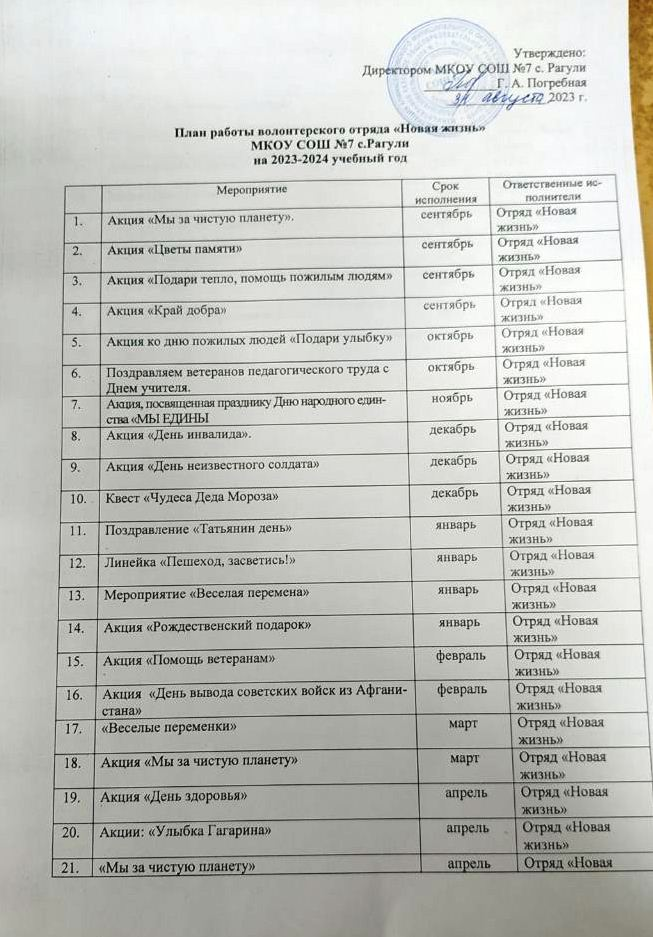 Утверждено:
Директором МКОУ СОШ №7 с. Рагули
Г. А. Погребная
31 августа 2023 г.
План работы волонтерского отряда «Новая жизнь»
МКОУ СОШ №7 с.Рагули
на 2023-2024 учебный год
Мероприятие Срок Ответственные ис-
исполнения полнители
1. Акция «Мы за чистую планету». сентябрь Отряд «Новая
жизнь»
2. Акция «Цветы памяти» сентябрь Отряд «Новая
жизнь»
3. Акция «Подари тепло, помощь пожилым людям» сентябрь Отряд «Новая
жизнь»
4. Акция «Край добра» сентябрь Отряд «Новая
жизнь»
5. Акция ко дню пожилых людей «Подари улыбку» октябрь Отряд «Новая
жизнь»
6. Поздравляем ветеранов педагогического труда с октябрь Отряд «Новая
Днем учителя. жизнь»
7. Акция, посвященная празднику Дню народного един- ноябрь Отряд «Новая
ства «МЫ ЕДИНЫ жизнь»
8. Акция «День инвалида». декабрь Отряд «Новая
жизнь»
9. Акция «День неизвестного солдата» декабрь Отряд «Новая
жизнь»
10. Квест «Чудеса Деда Мороза» декабрь Отряд «Новая
жизнь»
11. Поздравление «Татьянин день» январь Отряд «Новая
жизнь»
12. Линейка «Пешеход, засветись!» январь Отряд «Новая
жизнь»
13. Мероприятие «Веселая перемена» январь Отряд «Новая
жизнь»
14. Акция «Рождественский подарок» январь Отряд «Новая
жизнь»
15. Акция «Помощь ветеранам» февраль Отряд «Новая
жизнь»
16. Акция «День вывода советских войск из Афгани- февраль Отряд «Новая
стана» жизнь»
17. «Веселые переменки» март Отряд «Новая
жизнь»
18. Акция «Мы за чистую планету» март Отряд «Новая
жизнь»
19. Акция «День здоровья» апрель Отряд «Новая
жизнь»
20. Акции: «Улыбка Гагарина» апрель Отряд «Новая
жизнь»
21. «Мы за чистую планету» апрель Отряд «Новая